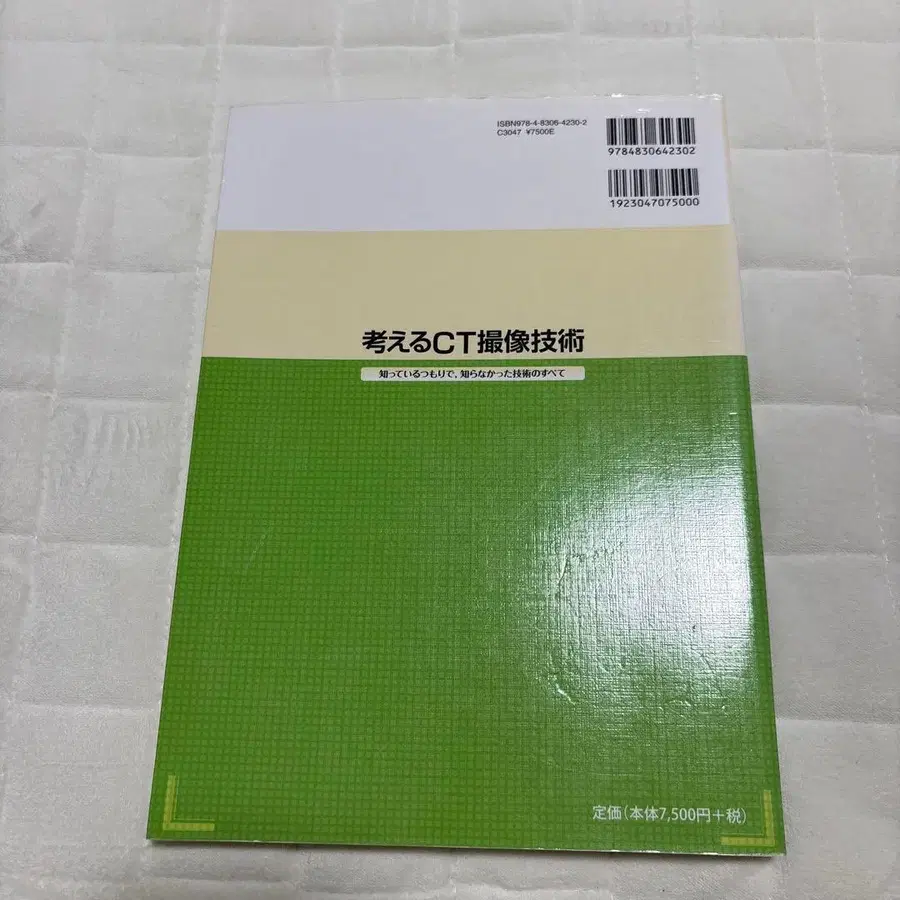 ISBN978-4-8306-4230-2
C3047 ¥7500E
9784830642302
1923047075000
考えるCT撮像技術
知っているつもりで、知らなかった技術のすべて
定価(本体7,500円+税)